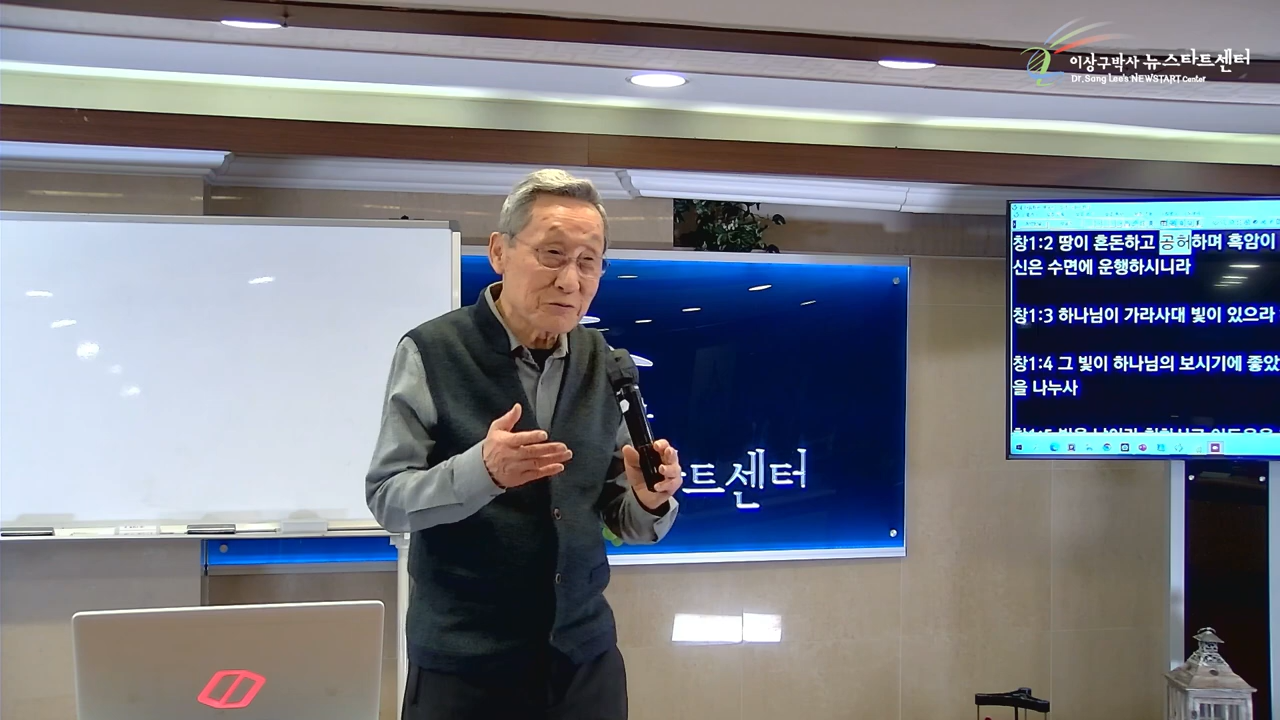 이상구박사 뉴스타트센터
Dr. Sang Lee's NEWSTART Center
창1:2 땅이 혼돈하고 공허하며 흑암이
신은 수면에 운행하시니라
창1:3 하나님이 가라사대 빛이 있으라
창1:4 그 빛이 하나님의 보시기에 좋았
을 나누사
트센터